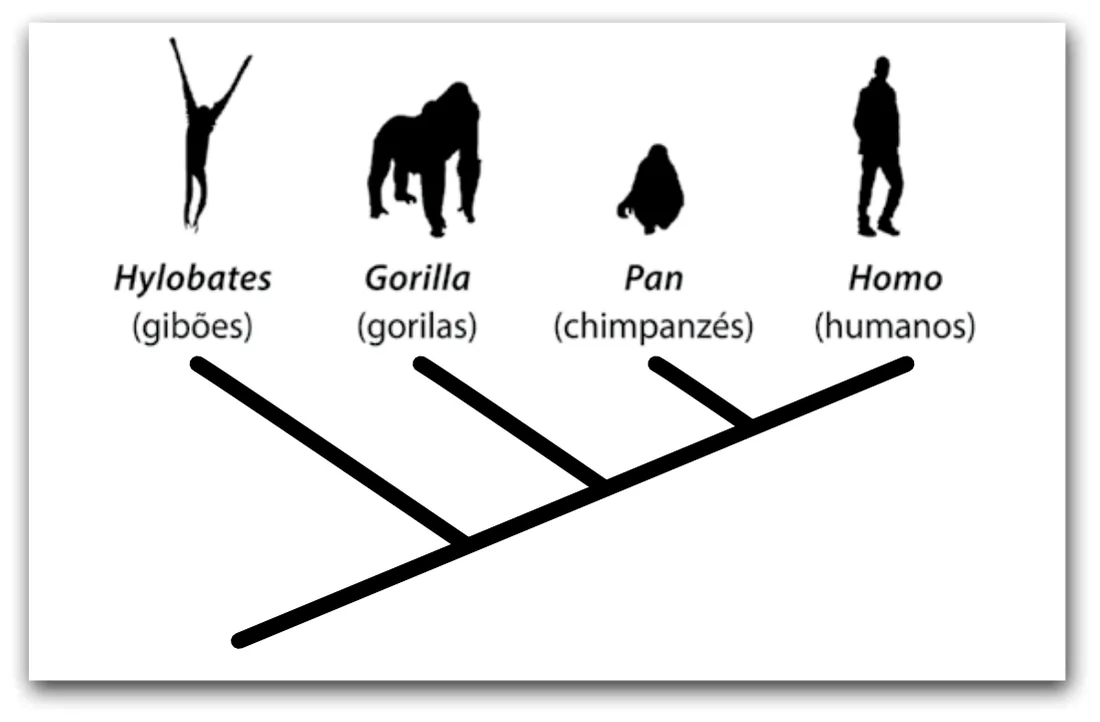 Hylobates
(gibões)
Gorilla
(gorilas)
Pan
(chimpanzés)
Homo
(humanos)